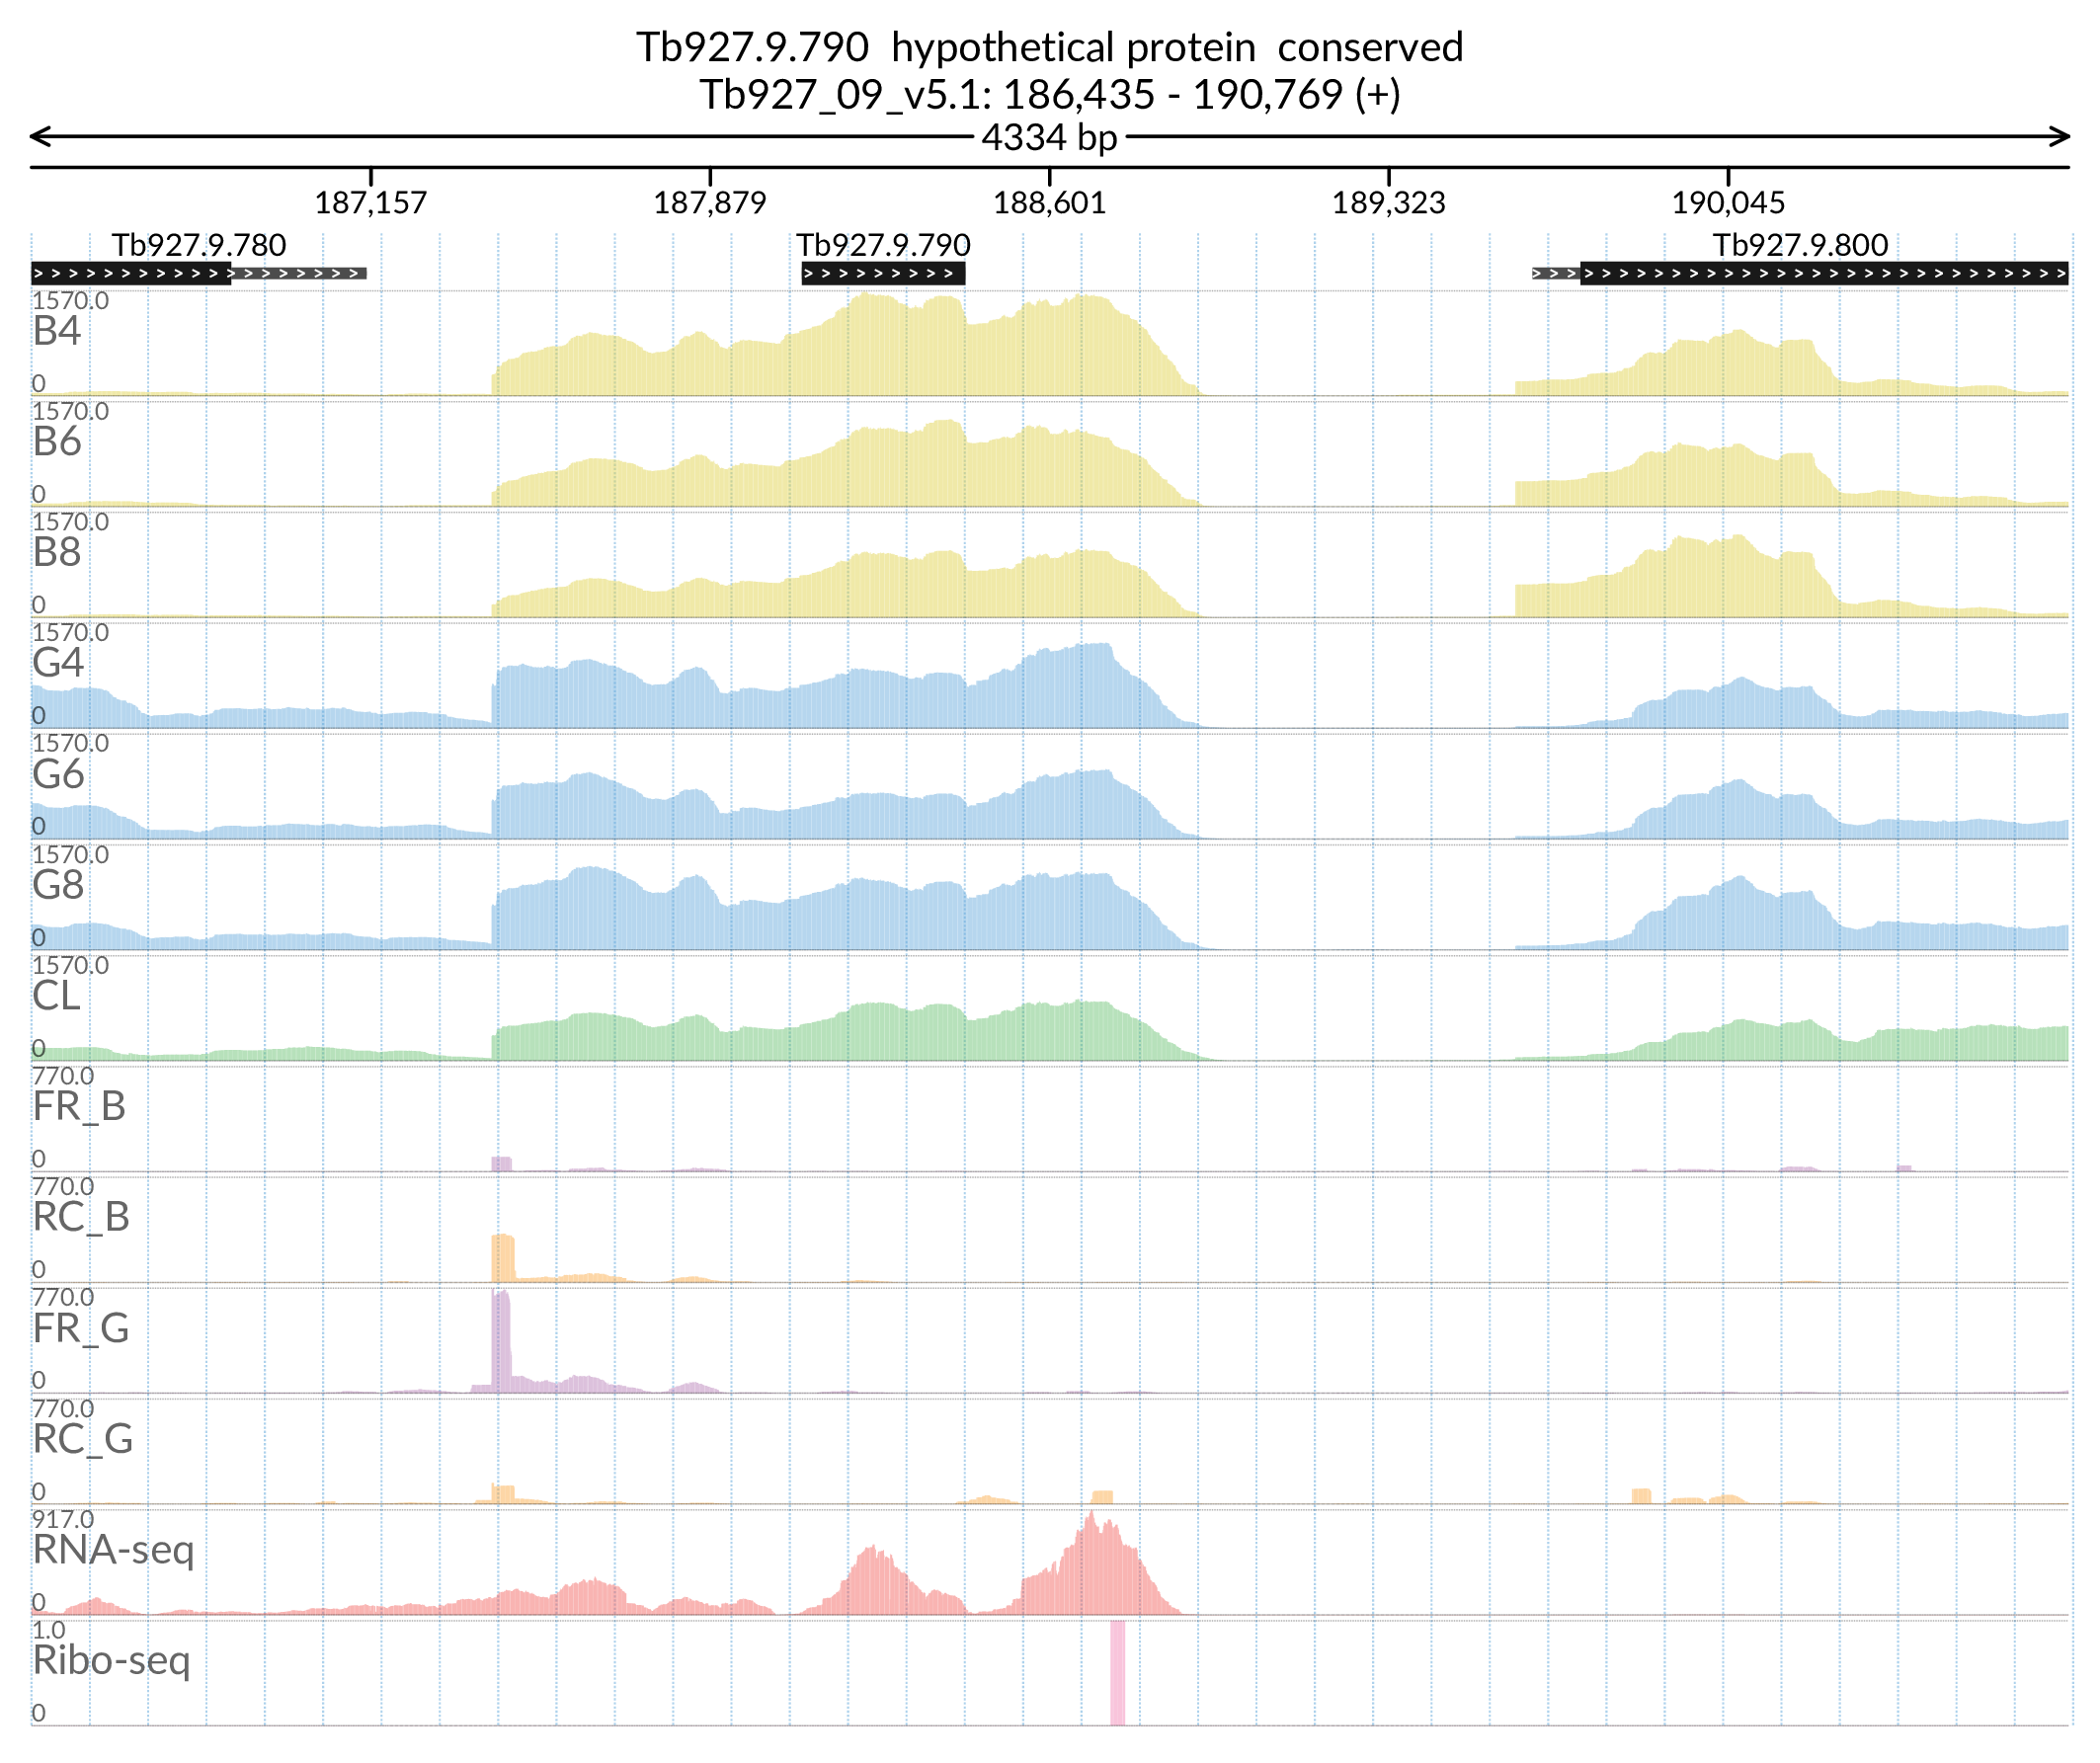 Tb927.9.790  hypothetical protein  conserved
Tb927_09_v5.1: 186,435 - 190,769 (+)
4334 bp
187,157 187,879 188,601 189,323 190,045
Tb927.9.780 Tb927.9.790 Tb927.9.800
1570.0
B4
0
1570.0
B6
0
1570.0
B8
0
1570.0
G4
0
1570.0
G6
0
1570.0
G8
0
1570.0
CL
0
770.0
FR_B
0
770.0
RC_B
0
770.0
FR_G
0
770.0
RC_G
0
917.0
RNA-seq
0
1.0
Ribo-seq
0